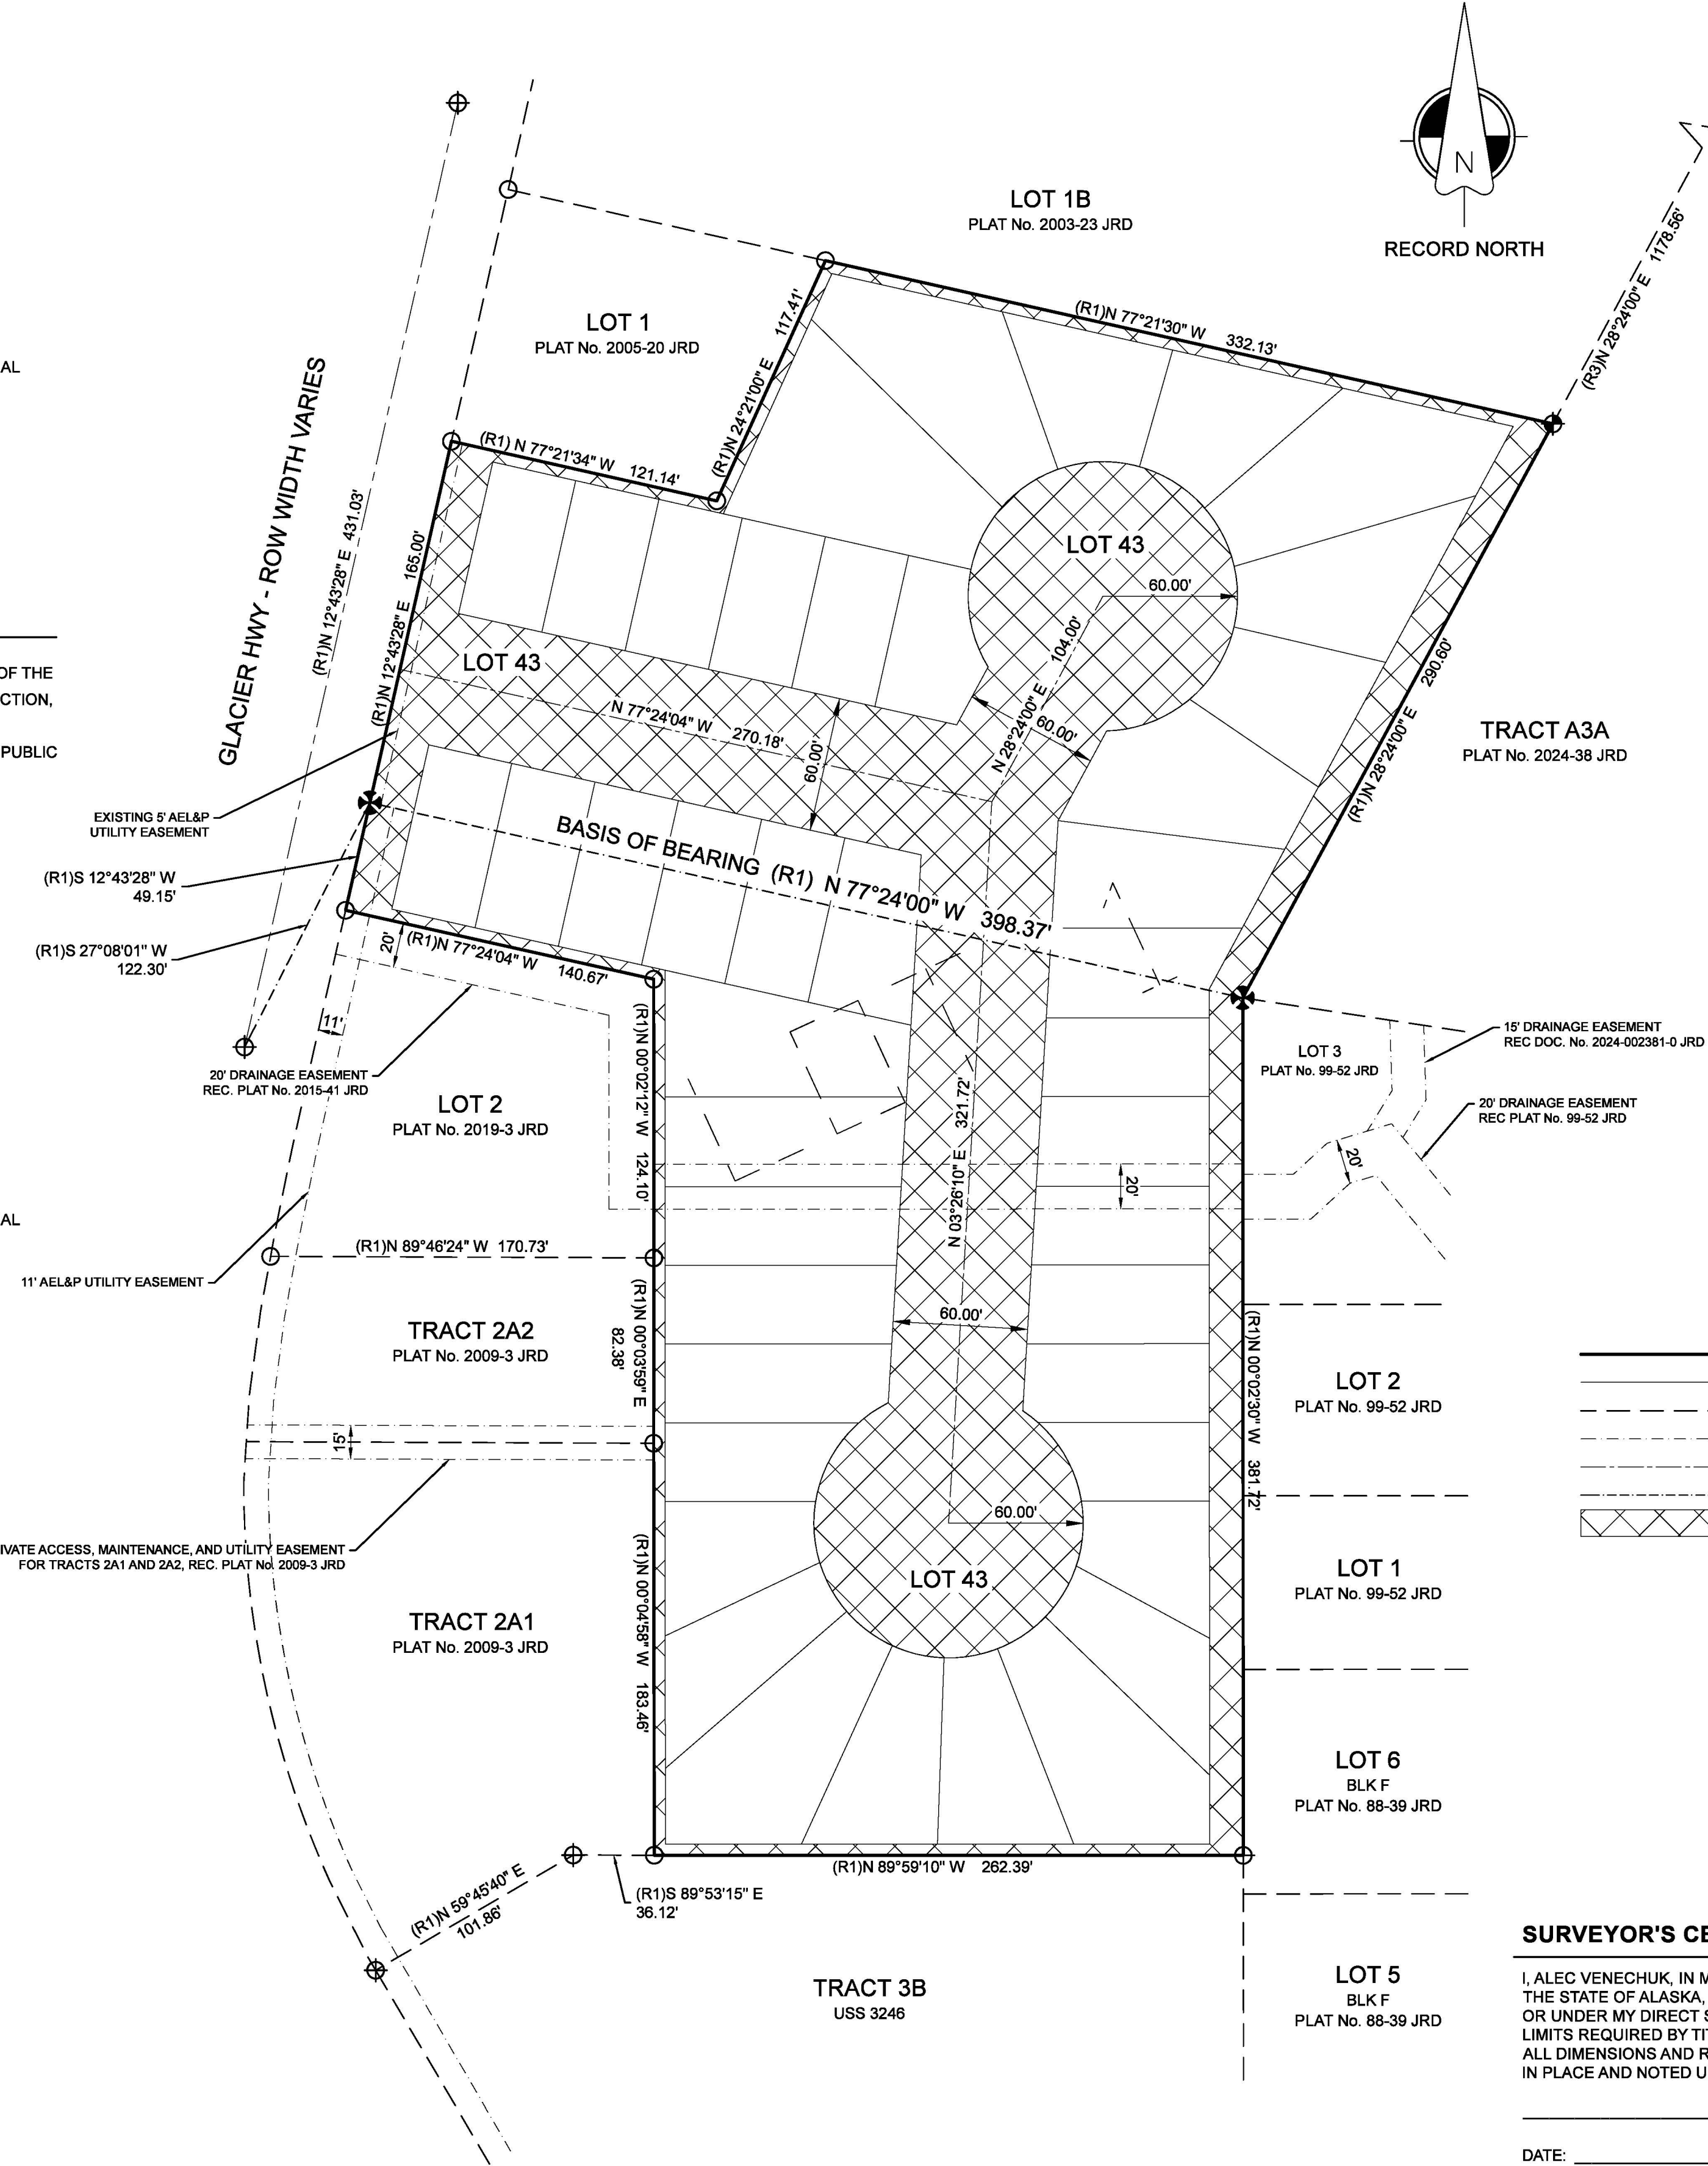 LOT 1B
PLAT No. 2003-23 JRD
N
RECORD NORTH
(R3)N 28°24'00" E 1178.56'
LOT 1
PLAT No. 2005-20 JRD
(R1)N 24°21'00" E 117.41'
(R1)N 77°21'30" W 332.13'
AL
GLACIER HWY - ROW WIDTH VARIES
(R1)N 12°43'28" E 431.03'
(R1)N 12°43'28" E 165.00'
(R1) N 77°21'34" W 121.14'
LOT 43
60.00'
N 28°24'00" E 104.00'
60.00'
LOT 43
N 77°24'04" W 270.18'
60.00'
(R1)N 28°24'00" E 290.60'
TRACT A3A
PLAT No. 2024-38 JRD
OF THE
CTION,
PUBLIC
EXISTING 5' AEL&P
UTILITY EASEMENT
BASIS OF BEARING (R1) N 77°24'00" W 398.37'
(R1)S 12°43'28" W
49.15'
(R1)S 27°08'01" W
122.30'
20'
(R1)N 77°24'04" W 140.67'
11'
20' DRAINAGE EASEMENT
REC. PLAT No. 2015-41 JRD
LOT 2
PLAT No. 2019-3 JRD
(R1)N 00°02'12" W 124.10'
N 03°26'10" E 321.72'
20'
LOT 3
PLAT No. 99-52 JRD
15' DRAINAGE EASEMENT
REC DOC. No. 2024-002381-0 JRD
20' DRAINAGE EASEMENT
REC PLAT No. 99-52 JRD
20'
AL
(R1)N 89°46'24" W 170.73'
11' AEL&P UTILITY EASEMENT
TRACT 2A2
PLAT No. 2009-3 JRD
(R1)N 00°03'59" E
82.38'
60.00'
(R1)N 00°02'30" W 381.72'
LOT 2
PLAT No. 99-52 JRD
15'
60.00'
IVATE ACCESS, MAINTENANCE, AND UTILITY EASEMENT
FOR TRACTS 2A1 AND 2A2, REC. PLAT No. 2009-3 JRD
(R1)N 00°04'58" W 183.46'
LOT 43
LOT 1
PLAT No. 99-52 JRD
TRACT 2A1
PLAT No. 2009-3 JRD
LOT 6
BLK F
PLAT No. 88-39 JRD
(R1)N 89°59'10" W 262.39'
(R1)S 89°53'15" E
36.12'
(R1)N 59°45'40" E
101.86'
TRACT 3B
USS 3246
LOT 5
BLK F
PLAT No. 88-39 JRD
SURVEYOR'S CE
I, ALEC VENECHUK, IN M
THE STATE OF ALASKA,
OR UNDER MY DIRECT S
LIMITS REQUIRED BY TI
ALL DIMENSIONS AND R
IN PLACE AND NOTED U
DATE: